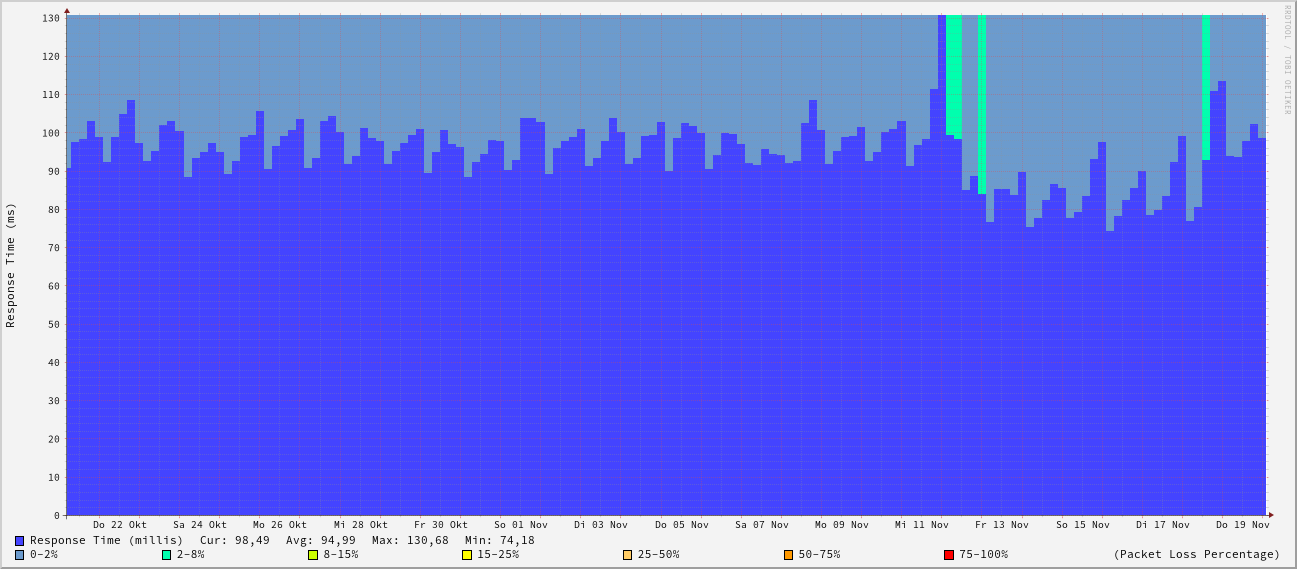 RRDTOOL / TOBI OETIKER
Response Time (ms)
130
120
110
100
90
80
70
60
50
40
30
20
10
0
Do 22 Okt Sa 24 Okt Mo 26 Okt Mi 28 Okt Fr 30 Okt So 01 Nov Di 03 Nov Do 05 Nov Sa 07 Nov Mo 09 Nov Mi 11 Nov Fr 13 Nov So 15 Nov Di 17 Nov Do 19 Nov
Response Time (millis) Cur: 98,49 Avg: 94,99 Max: 130,68 Min: 74,18
0-2% 2-8% 8-15% 15-25% 25-50% 50-75% 75-100% (Packet Loss Percentage)